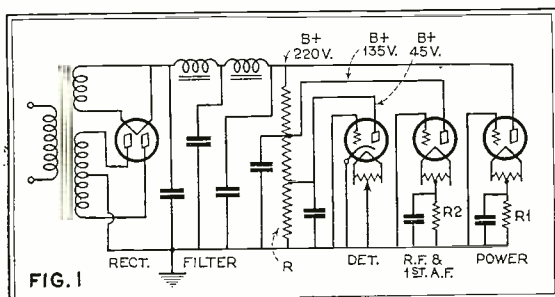 B+
220V.
B+
135V.
B+
45V.
R2
R1
FIG. 1
RECT.
FILTER
R
DET.
R.F. &
1ST. A.F.
POWER